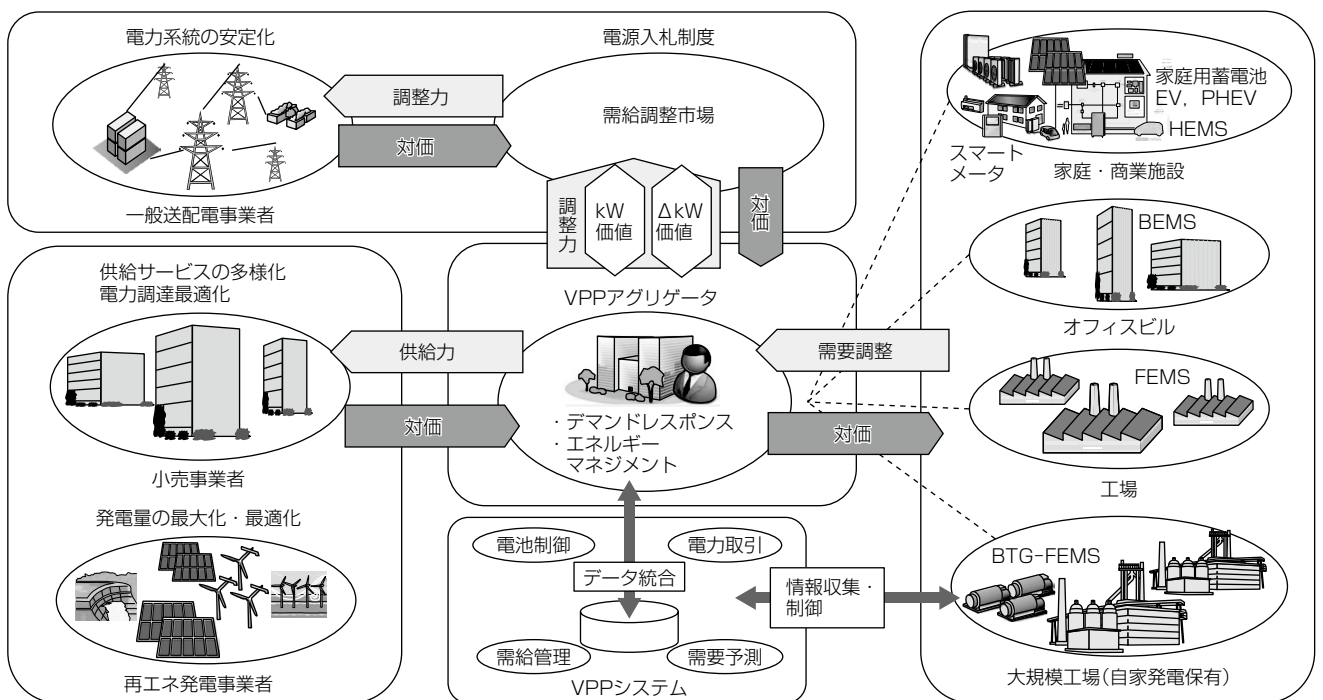 電力系統の安定化
電源入札制度
調整力
対価
需給調整市場
一般送配電事業者
調整力
kW
価値
ΔkW
価値
対価
供給サービスの多様化
電力調達最適化
供給力
対価
小売事業者
発電量の最大化・最適化
再エネ発電事業者
VPPアグリゲータ
・デマンドレスポンス
・エネルギー
マネジメント
需要調整
対価
電池制御
電力取引
データ統合
情報収集・
制御
需給管理
需要予測
VPPシステム
家庭用蓄電池
EV，PHEV
HEMS
スマート
メータ
家庭・商業施設
BEMS
オフィスビル
FEMS
工場
BTG-FEMS
大規模工場(自家発電保有)